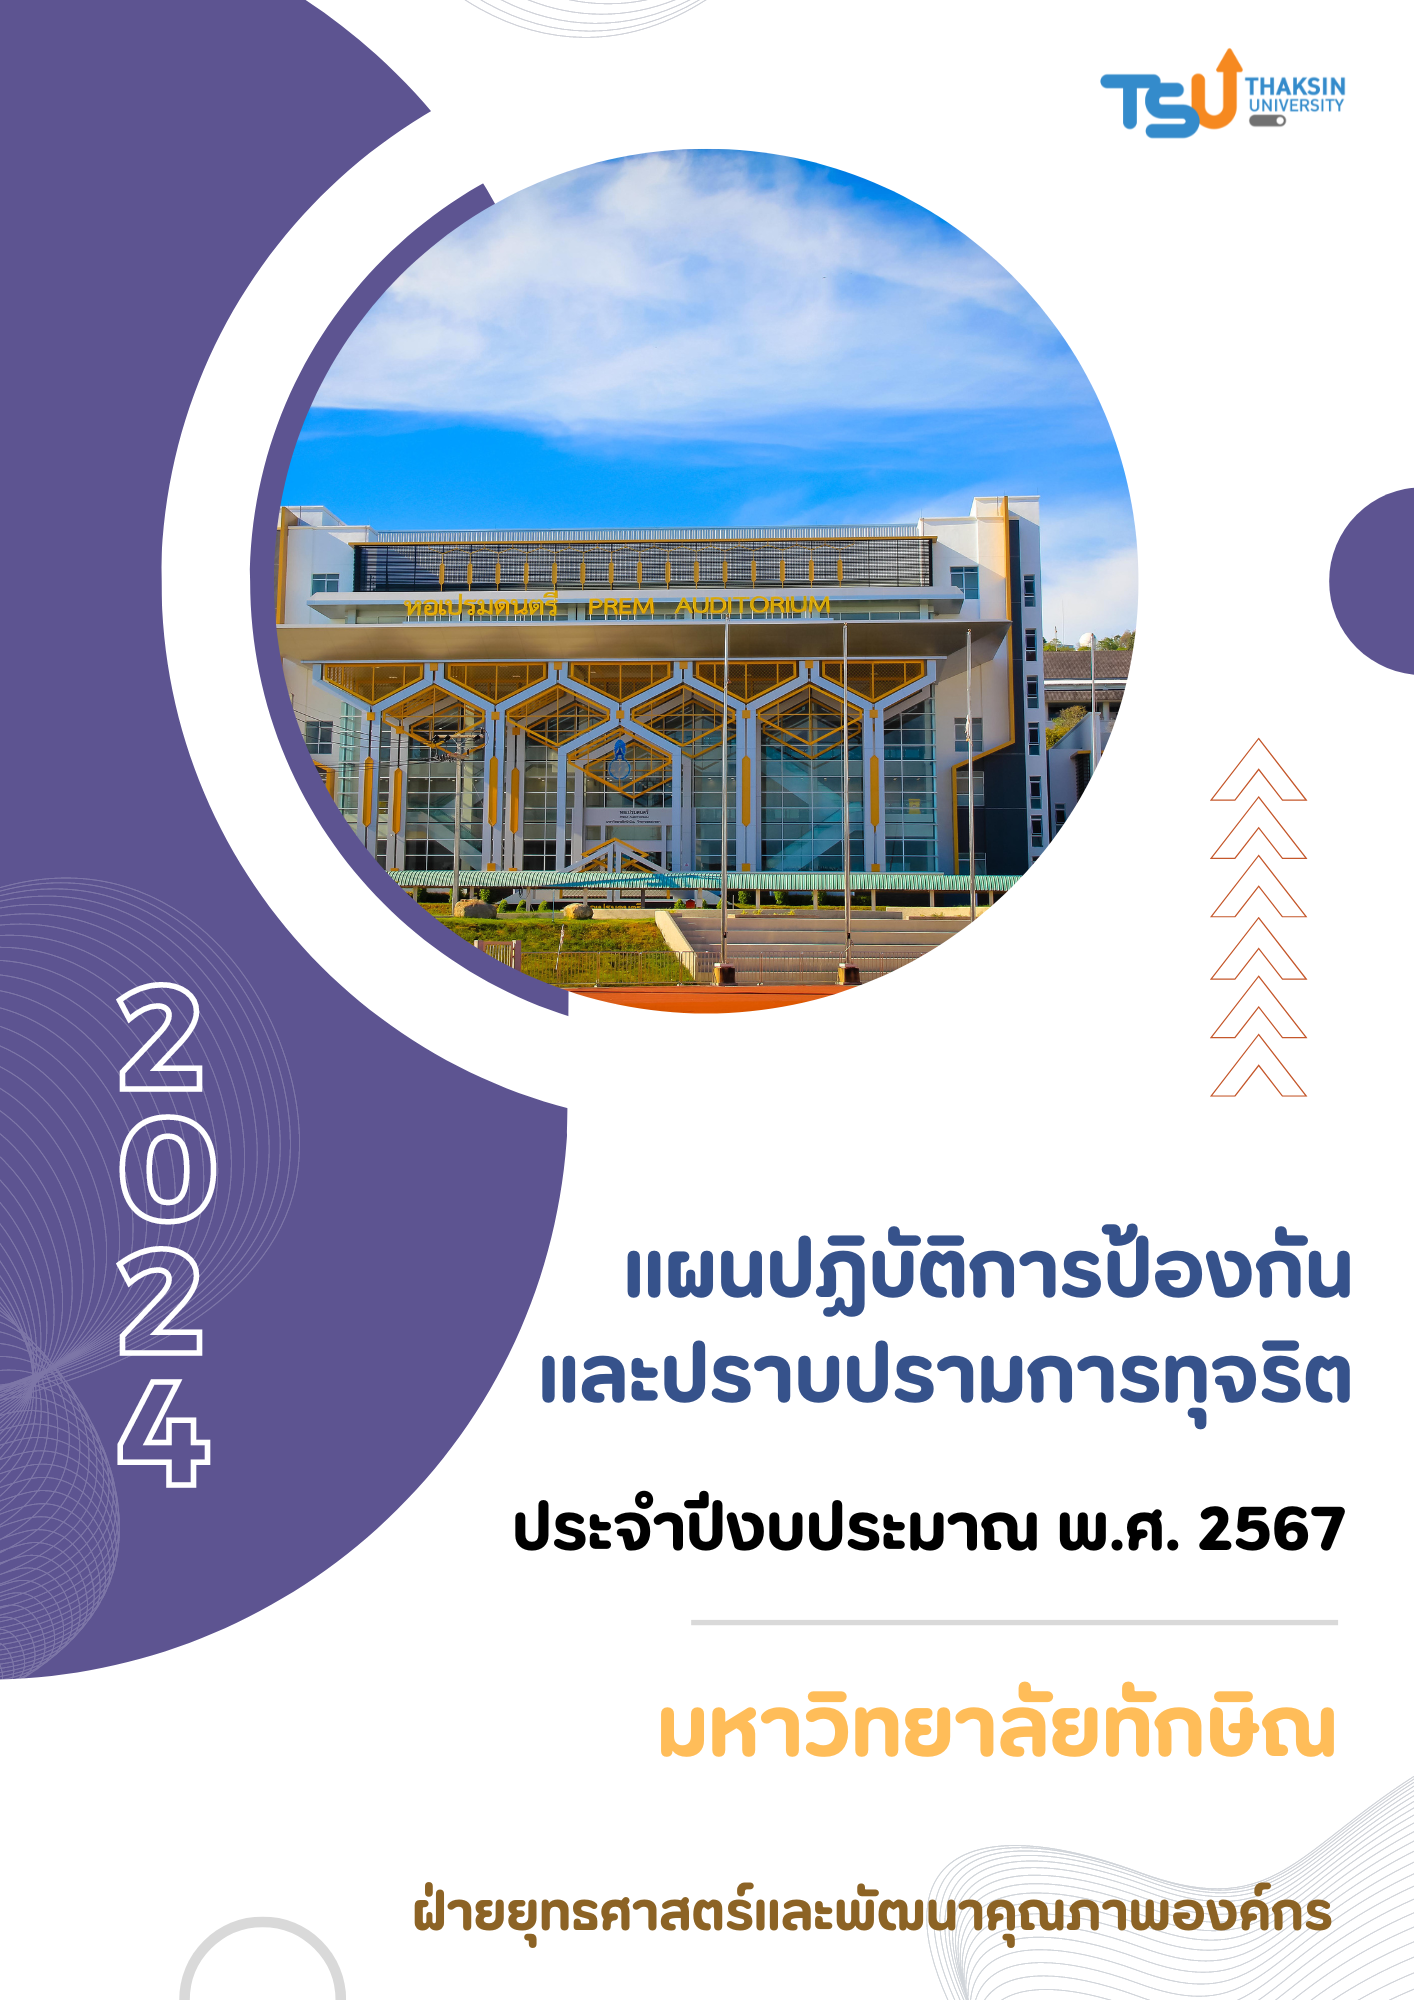 TSU THAKSIN
UNIVERSITY
หอเปรมดนตรี PREM AUDITORIUM
2024
แผนปฏิบัติการป้องกัน
และปราบปรามการทุจริต
ประจำปีงบประมาณ พ.ศ. 2567
มหาวิทยาลัยทักษิณ
ฝ่ายยุทธศาสตร์และพัฒนาคุณภาพองค์กร